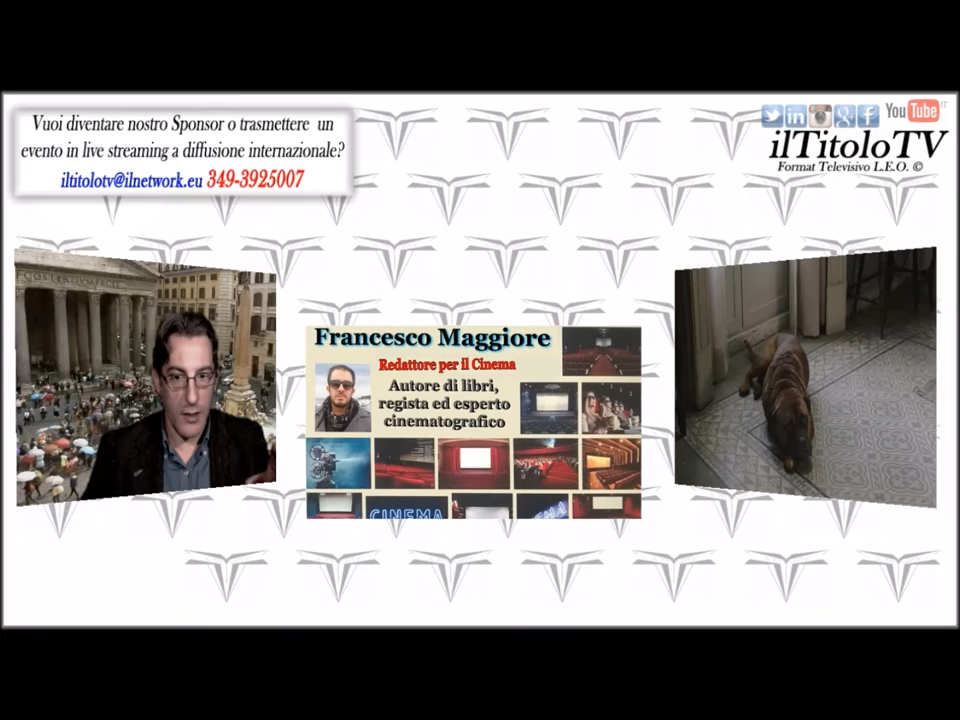 Vuoi diventare nostro Sponsor o trasmettere un
evento in live streaming a diffusione internazionale?
iltitolotv@ilnetwork.eu 349-3925007
You Tube IT
ilTitoloTV
Format Televisivo L.E.O. ©
Francesco Maggiore
Redattore per il Cinema
Autore di libri,
regista ed esperto
cinematografico
CINEMA